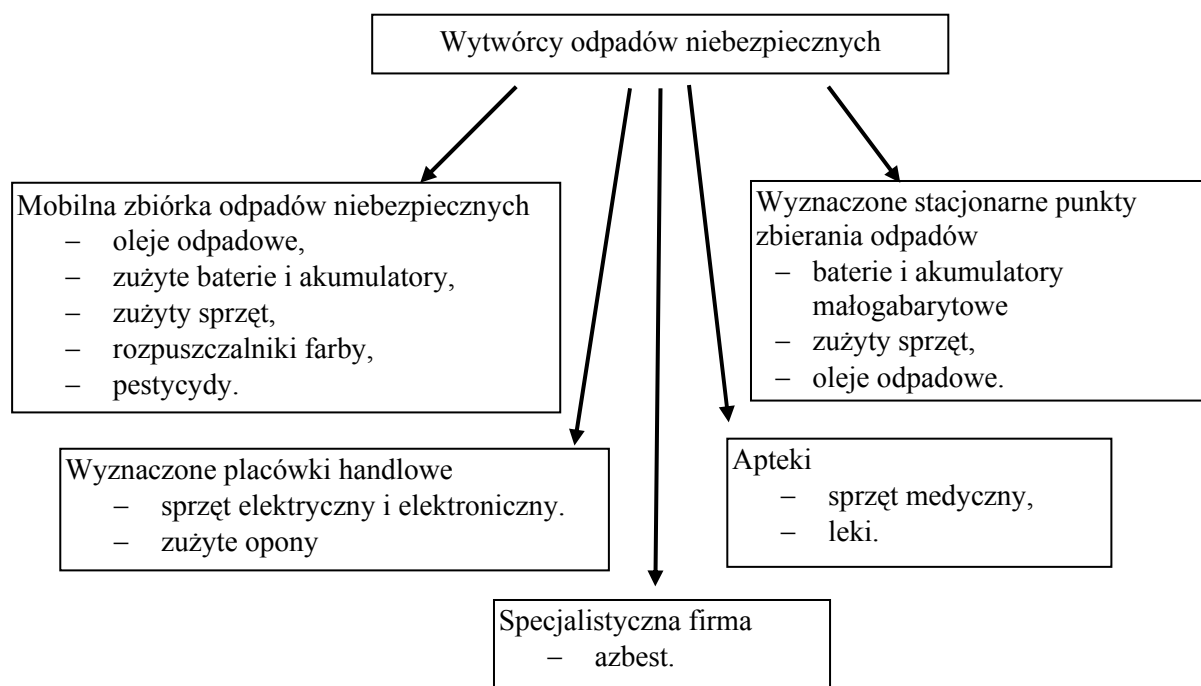 Wytwórcy odpadów niebezpiecznych
Mobilna zbiórka odpadów niebezpiecznych
− oleje odpadowe,
− zużyte baterie i akumulatory,
− zużyty sprzęt,
− rozpuszczalniki farby,
− pestycydy.
Wyznaczone stacjonarne punkty
zbierania odpadów
− baterie i akumulatory
małogabarytowe
− zużyty sprzęt,
− oleje odpadowe.
Wyznaczone placówki handlowe
− sprzęt elektryczny i elektroniczny.
− zużyte opony
Apteki
− sprzęt medyczny,
− leki.
Specjalistyczna firma
− azbest.